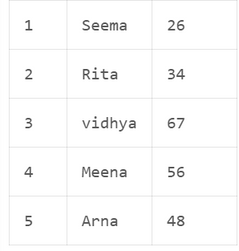 1 Seema 26
2 Rita 34
3 vidhya 67
4 Meena 56
5 Arna 48